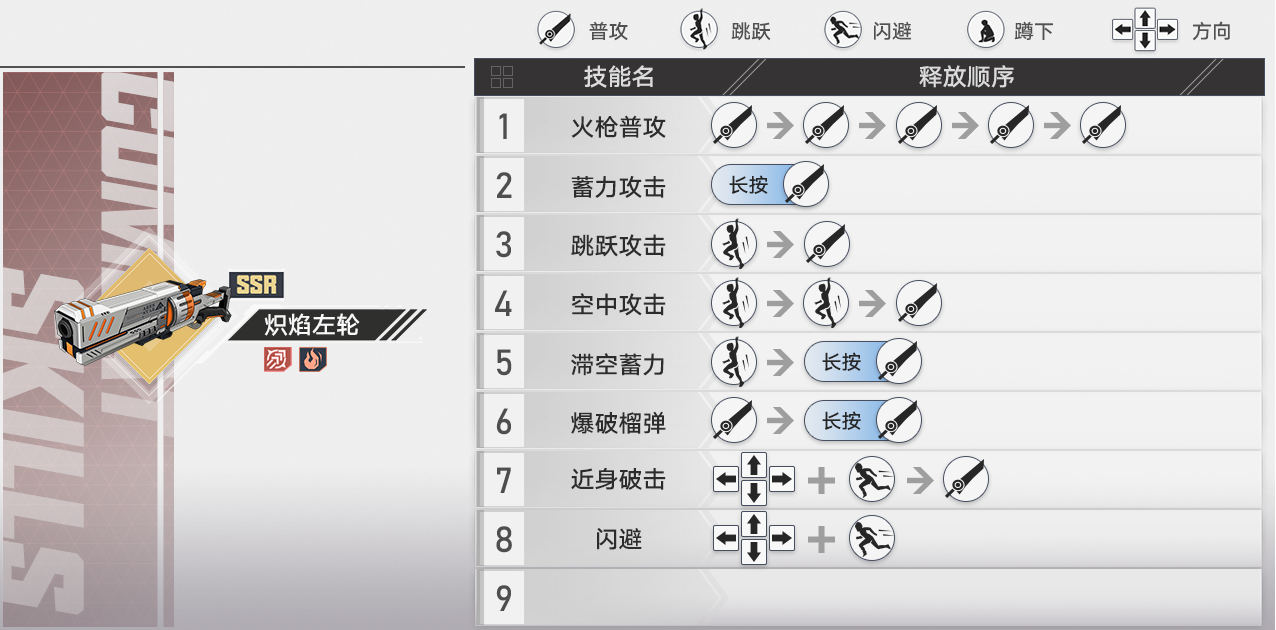 普攻 跳跃 闪避 蹲下 方向
技能名 释放顺序
COMBAT
SKILLS
SSR
炽焰左轮
1 火枪普攻
2 蓄力攻击 长按
3 跳跃攻击
4 空中攻击
5 滞空蓄力 长按
6 爆破榴弹 长按
7 近身破击
8 闪避
9